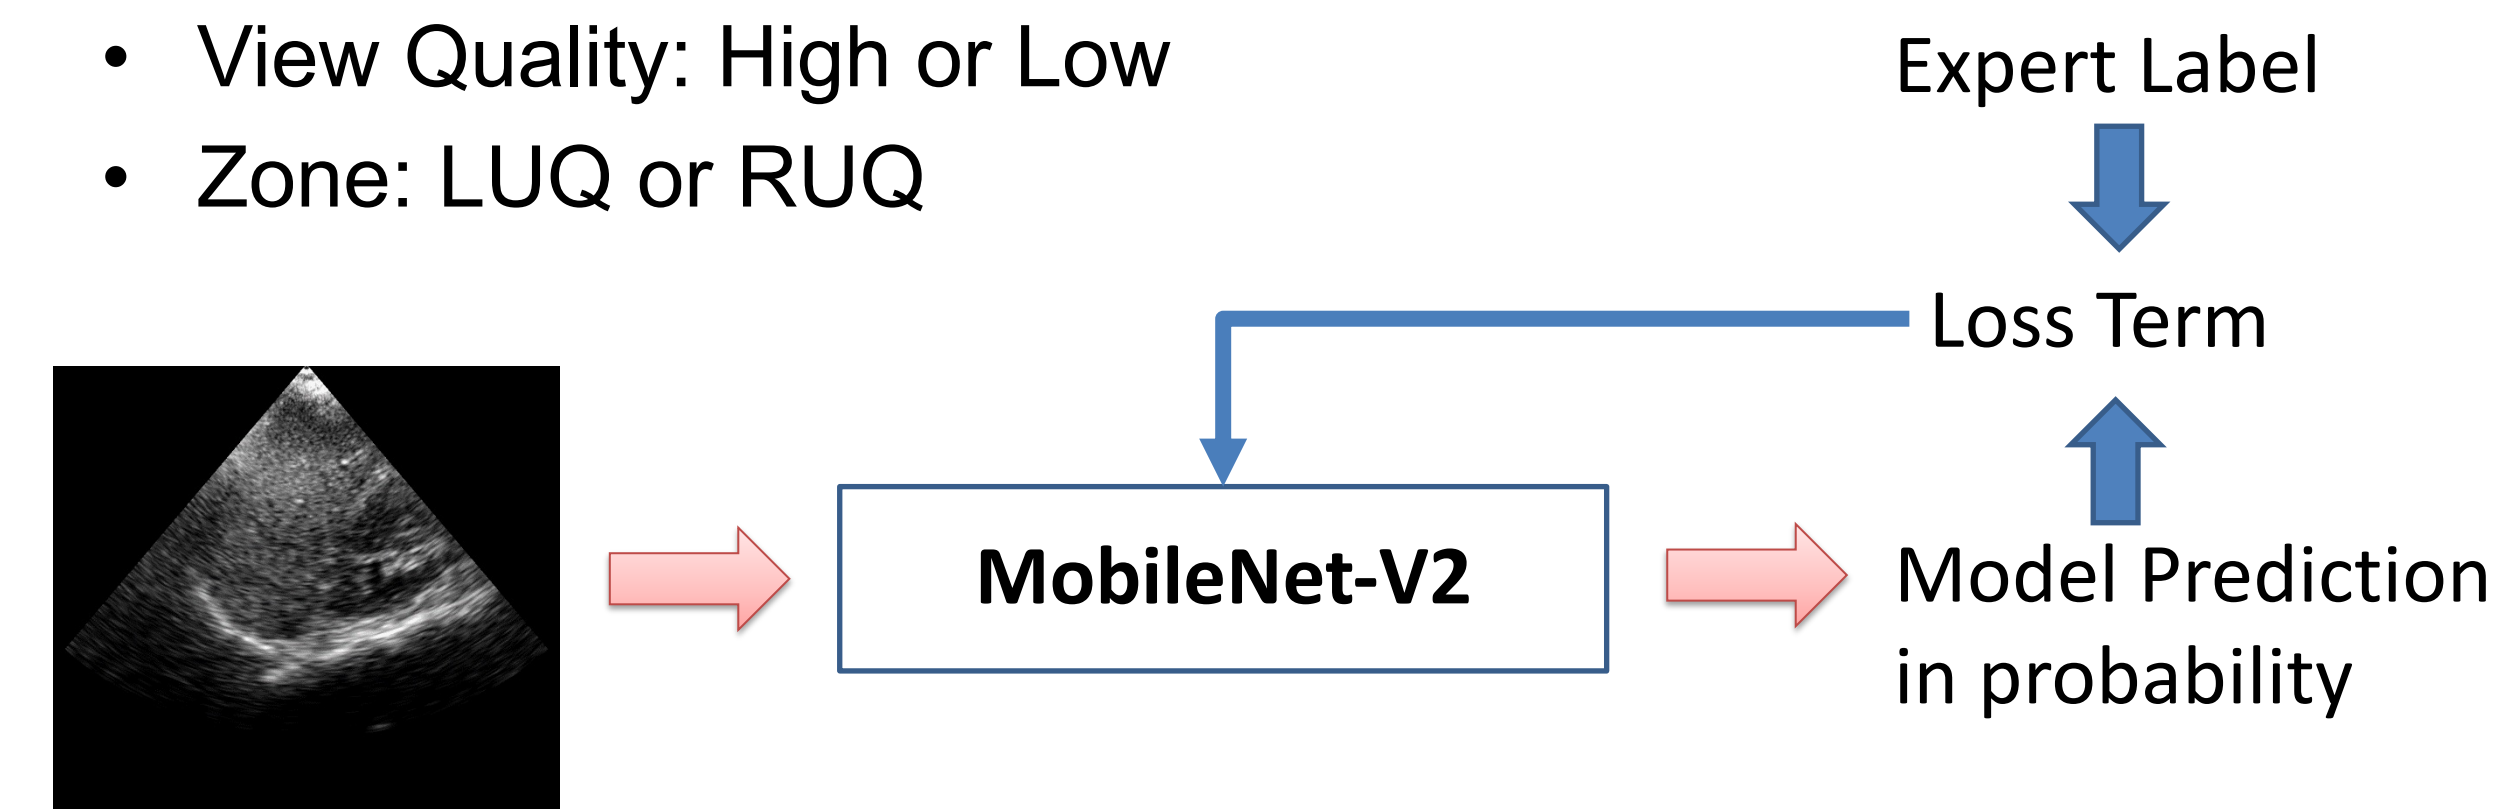 • View Quality: High or Low
• Zone: LUQ or RUQ
Expert Label
Loss Term
MobileNet-V2
Model Prediction
in probability